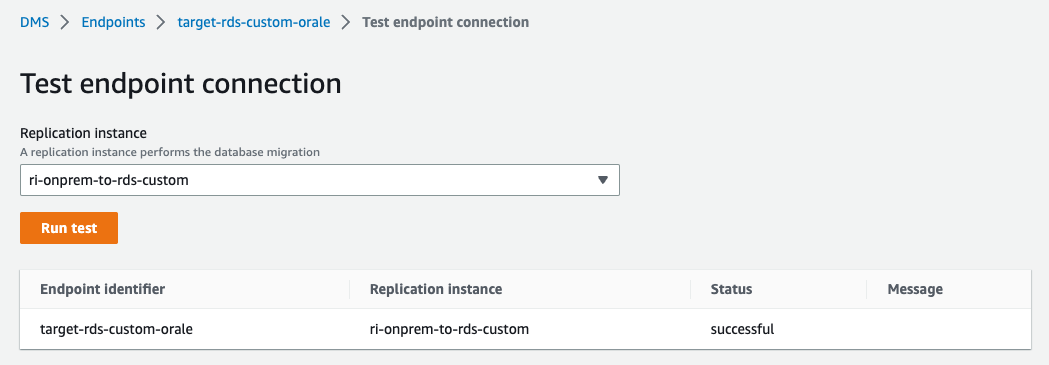 DMS > Endpoints > target-rds-custom-orale > Test endpoint connection
Test endpoint connection
Replication instance
A replication instance performs the database migration
ri-onprem-to-rds-custom
Run test
Endpoint identifier Replication instance Status Message
target-rds-custom-orale ri-onprem-to-rds-custom successful